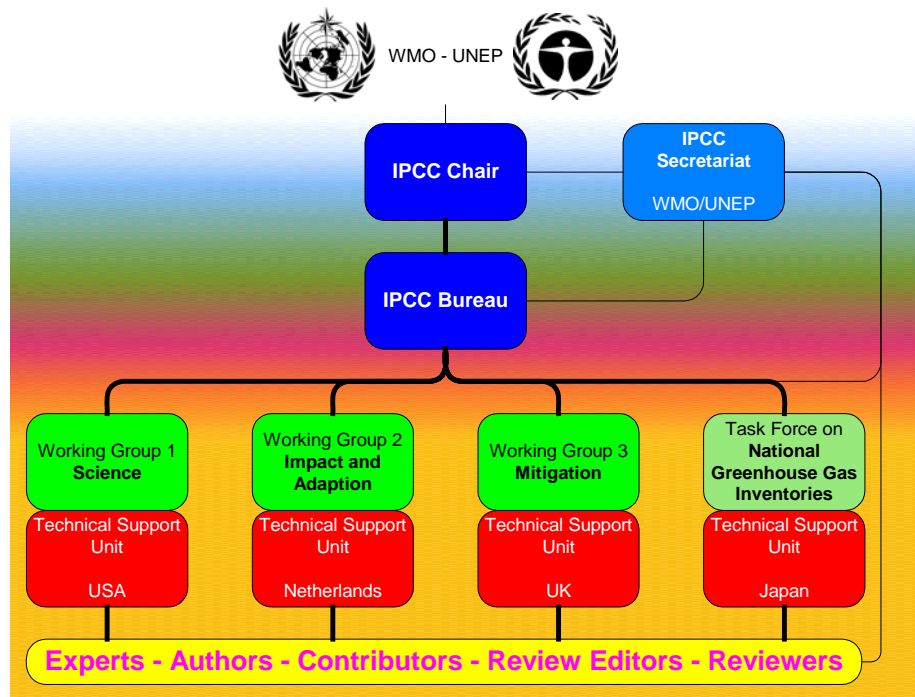 WMO - UNEP
IPCC Chair
IPCC
Secretariat
WMO/UNEP
IPCC Bureau
Working Group 1
Science
Working Group 2
Impact and
Adaption
Working Group 3
Mitigation
Task Force on
National
Greenhouse Gas
Inventories
Technical Support
Unit
USA
Technical Support
Unit
Netherlands
Technical Support
Unit
UK
Technical Support
Unit
Japan
Experts - Authors - Contributors - Review Editors - Reviewers